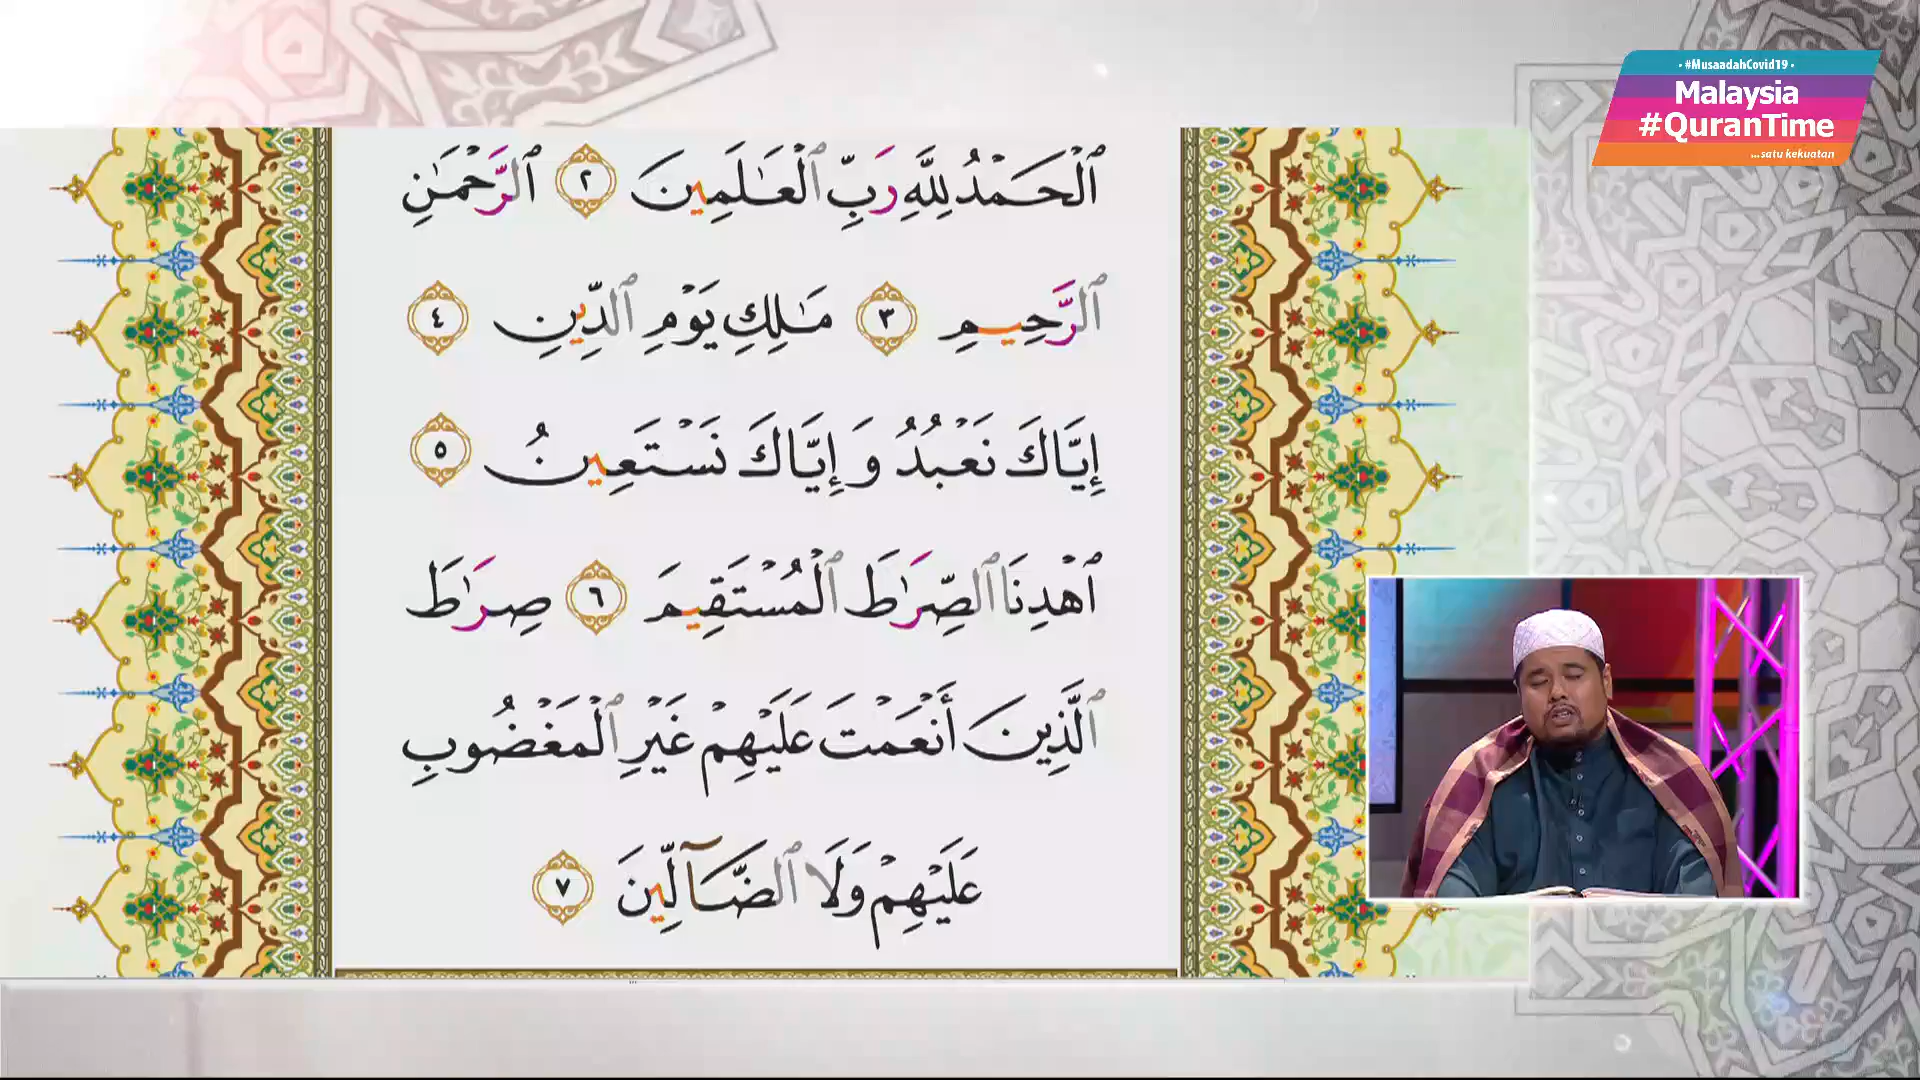 • #MusaadahCovid19 •
Malaysia
#QuranTime
...satu kekuatan
ٱلْحَمْدُ لِلَّهِ رَبِّ ٱلْعَـٰلَمِينَ ٢ ٱلرَّحْمَـٰنِ
ٱلرَّحِيمِ ٣ مَـٰلِكِ يَوْمِ ٱلدِّينِ ٤
إِيَّاكَ نَعْبُدُ وَإِيَّاكَ نَسْتَعِينُ ٥
ٱهْدِنَا ٱلصِّرَٰطَ ٱلْمُسْتَقِيمَ ٦ صِرَٰطَ
ٱلَّذِينَ أَنْعَمْتَ عَلَيْهِمْ غَيْرِ ٱلْمَغْضُوبِ
عَلَيْهِمْ وَلَا ٱلضَّآلِّينَ ٧